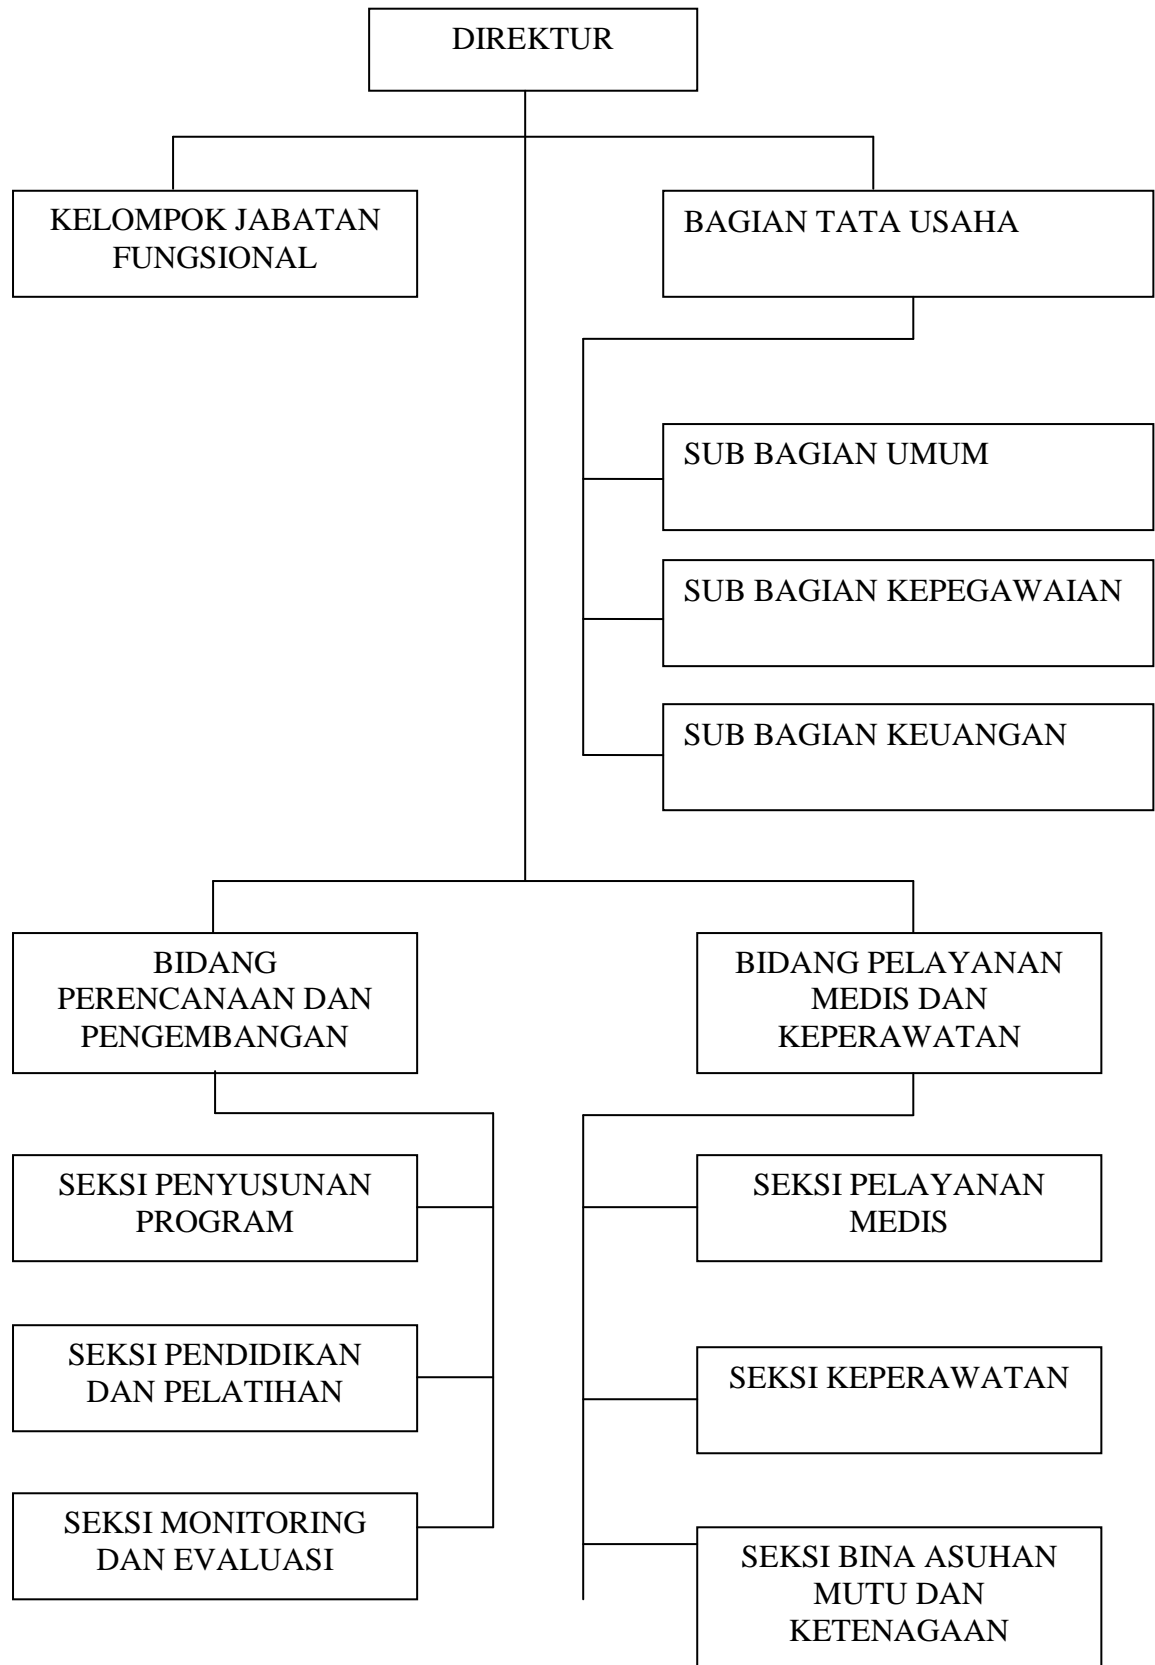 DIREKTUR
KELOMPOK JABATAN
FUNGSIONAL
BAGIAN TATA USAHA
SUB BAGIAN UMUM
SUB BAGIAN KEPEGAWAIAN
SUB BAGIAN KEUANGAN
BIDANG
PERENCANAAN DAN
PENGEMBANGAN
BIDANG PELAYANAN
MEDIS DAN
KEPERAWATAN
SEKSI PENYUSUNAN
PROGRAM
SEKSI PELAYANAN
MEDIS
SEKSI PENDIDIKAN
DAN PELATIHAN
SEKSI KEPERAWATAN
SEKSI MONITORING
DAN EVALUASI
SEKSI BINA ASUHAN
MUTU DAN
KETENAGAAN